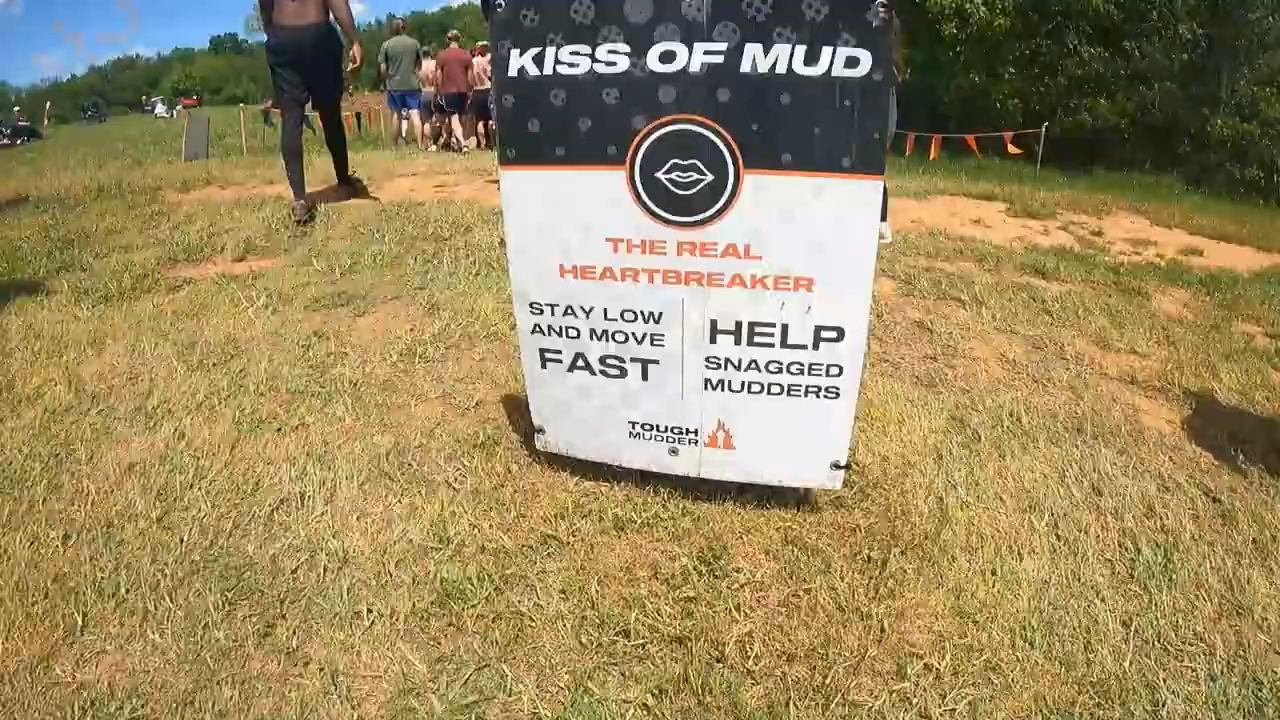 KISS OF MUD
THE REAL
HEARTBREAKER
STAY LOW
AND MOVE
FAST
HELP
SNAGGED
MUDDERS
TOUGH
MUDDER